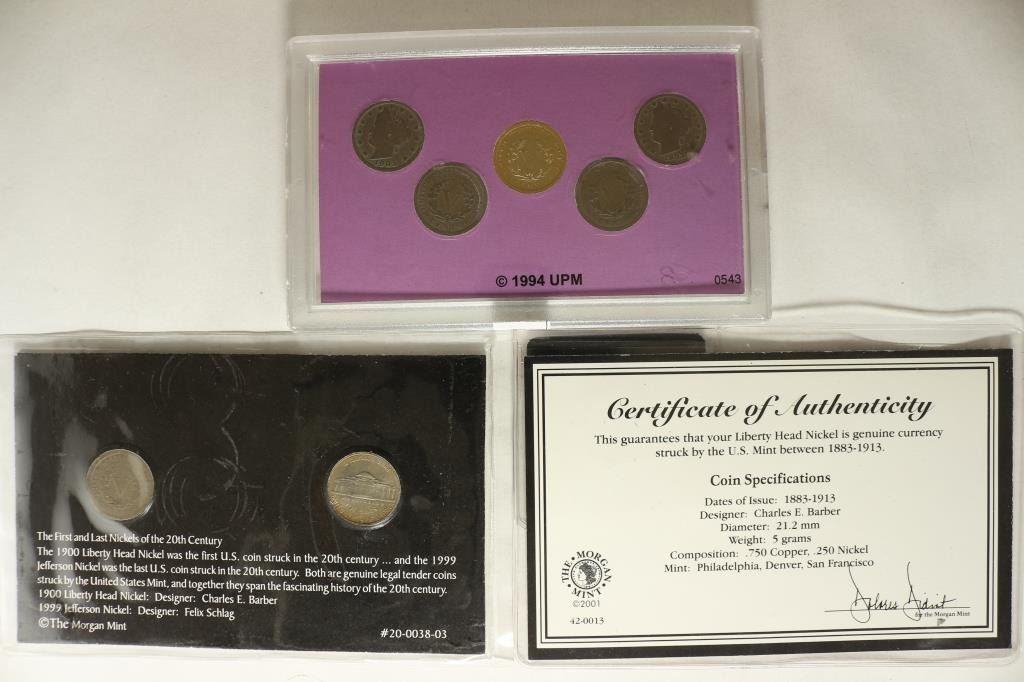 © 1994 UPM
0543
The First and Last Nickels of the 20th Century
The 1900 Liberty Head Nickel was the first U.S. coin struck in the 20th century ... and the 1999
Jefferson Nickel was the last U.S. coin struck in the 20th century. Both are genuine legal tender coins
struck by the United States Mint, and together they span the fascinating history of the 20th century.
1900 Liberty Head Nickel: Designer: Charles E. Barber
1999 Jefferson Nickel: Designer: Felix Schlag
©The Morgan Mint
#20-0038-03
Certificate of Authenticity
This guarantees that your Liberty Head Nickel is genuine currency
struck by the U.S. Mint between 1883-1913.
Coin Specifications
Dates of Issue: 1883-1913
Designer: Charles E. Barber
Diameter: 21.2 mm
Weight: 5 grams
Composition: .750 Copper, .250 Nickel
Mint: Philadelphia, Denver, San Francisco
THE MORGAN MINT
©2001
42-0013
for the Morgan Mint